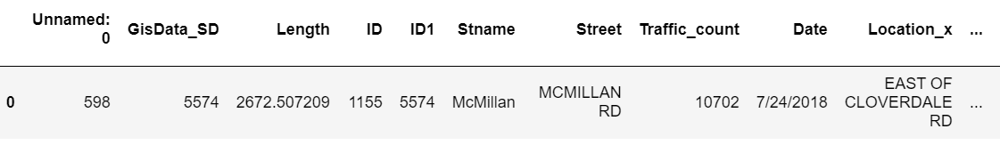 Unnamed: 0 GisData_SD Length ID ID1 Stname Street Traffic_count Date Location_x ...
0 598 5574 2672.507209 1155 5574 McMillan MCMILLAN RD 10702 7/24/2018 EAST OF CLOVERDALE RD ...